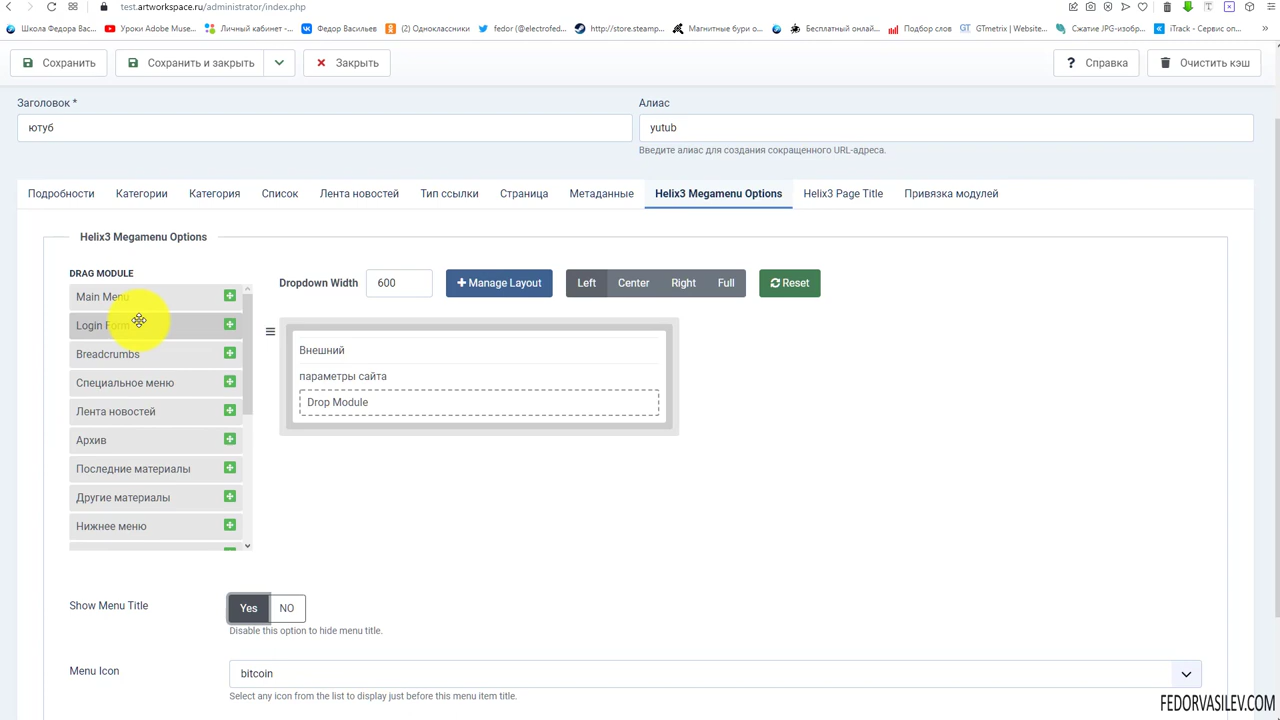 test.artworkspace.ru/administrator/index.php
Школа Федора Вас... Уроки Adobe Muse... Личный кабинет -... Федор Васильев (2) Одноклассники fedor (@electrofed... http://store.steamp... Магнитные бури о... Бесплатный онлай... Подбор слов GTmetrix | Website... Сжатие JPG-изобр... iTrack - Сервис оп...
Сохранить Сохранить и закрыть Закрыть Справка Очистить кэш
Заголовок * Алиас
ютуб yutub
Введите алиас для создания сокращенного URL-адреса.
Подробности Категории Категория Список Лента новостей Тип ссылки Страница Метаданные Helix3 Megamenu Options Helix3 Page Title Привязка модулей
Helix3 Megamenu Options
DRAG MODULE
Dropdown Width 600 Manage Layout Left Center Right Full Reset
Main Menu
Login Form
Breadcrumbs
Специальное меню
Лента новостей
Архив
Последние материалы
Другие материалы
Нижнее меню
Внешний
параметры сайта
Drop Module
Show Menu Title Yes NO
Disable this option to hide menu title.
Menu Icon bitcoin
Select any icon from the list to display just before this menu item title.
FEDORVASILEV.COM